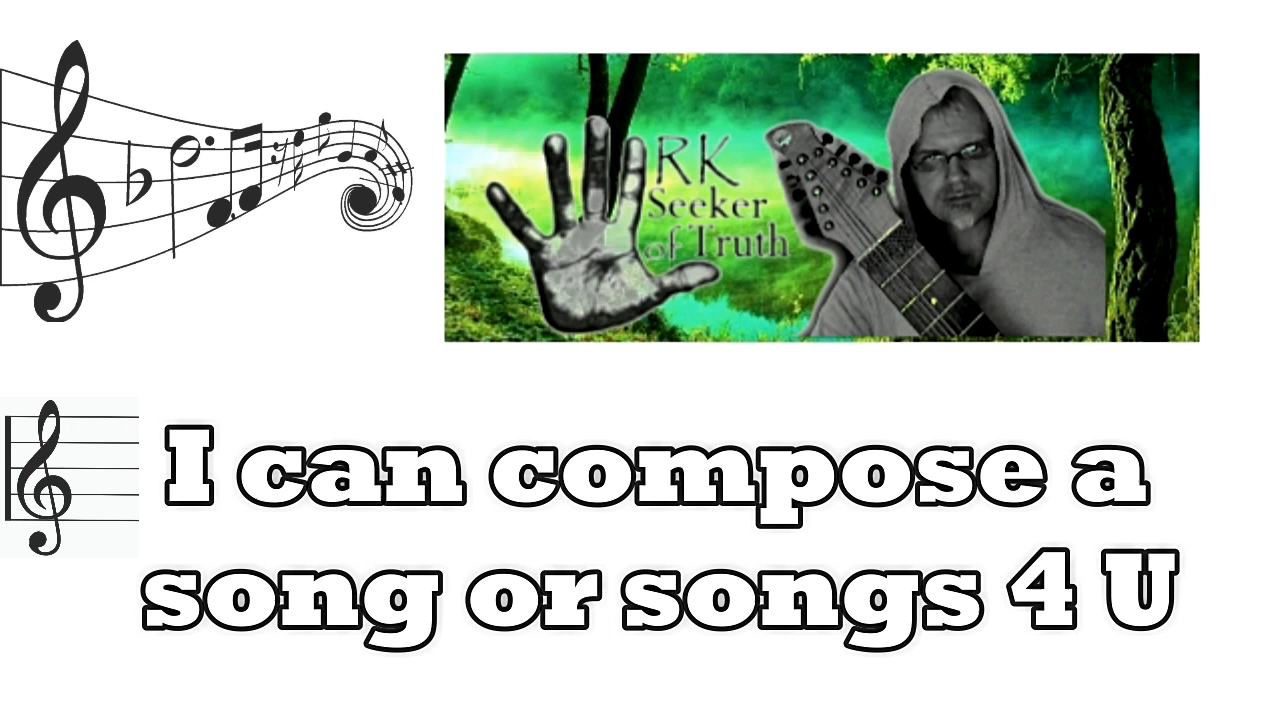 RK
Seeker
of Truth
I can compose a
song or songs 4 U